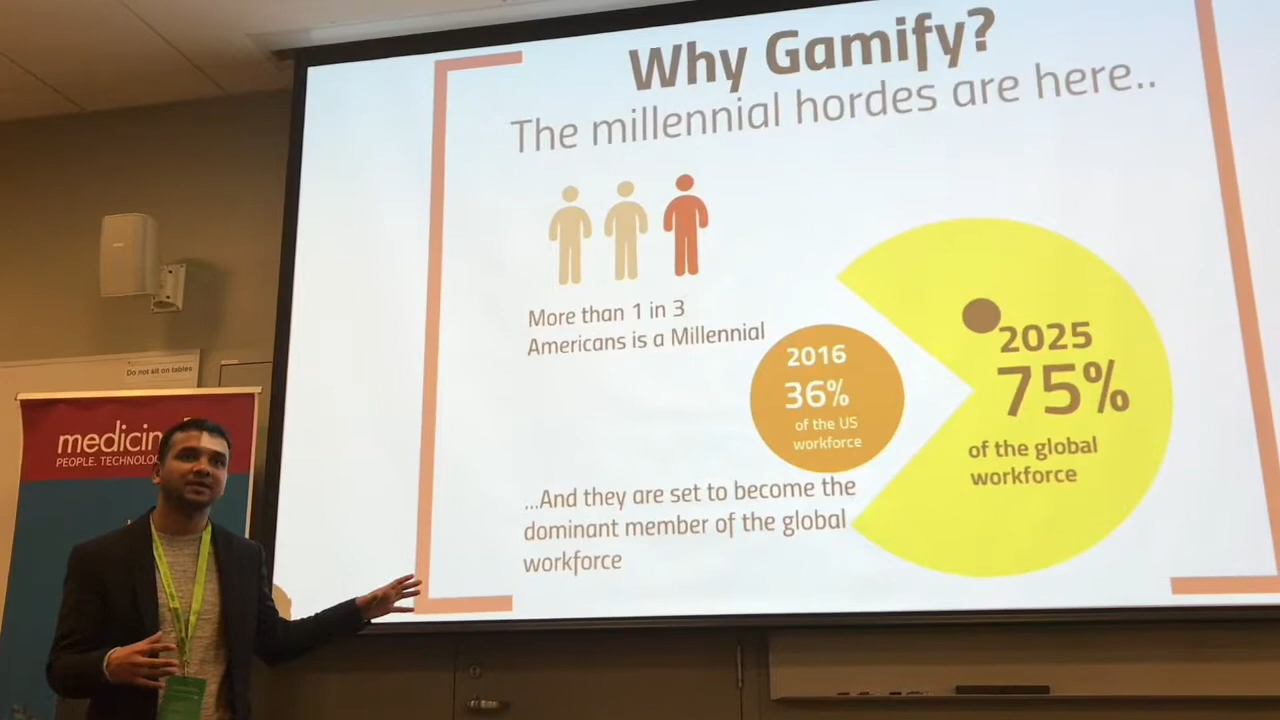 Why Gamify?
The millennial hordes are here..
More than 1 in 3
Americans is a Millennial
2016
36%
of the US
workforce
2025
75%
of the global
workforce
...And they are set to become the
dominant member of the global
workforce
Do not sit on tables
PEOPLE.